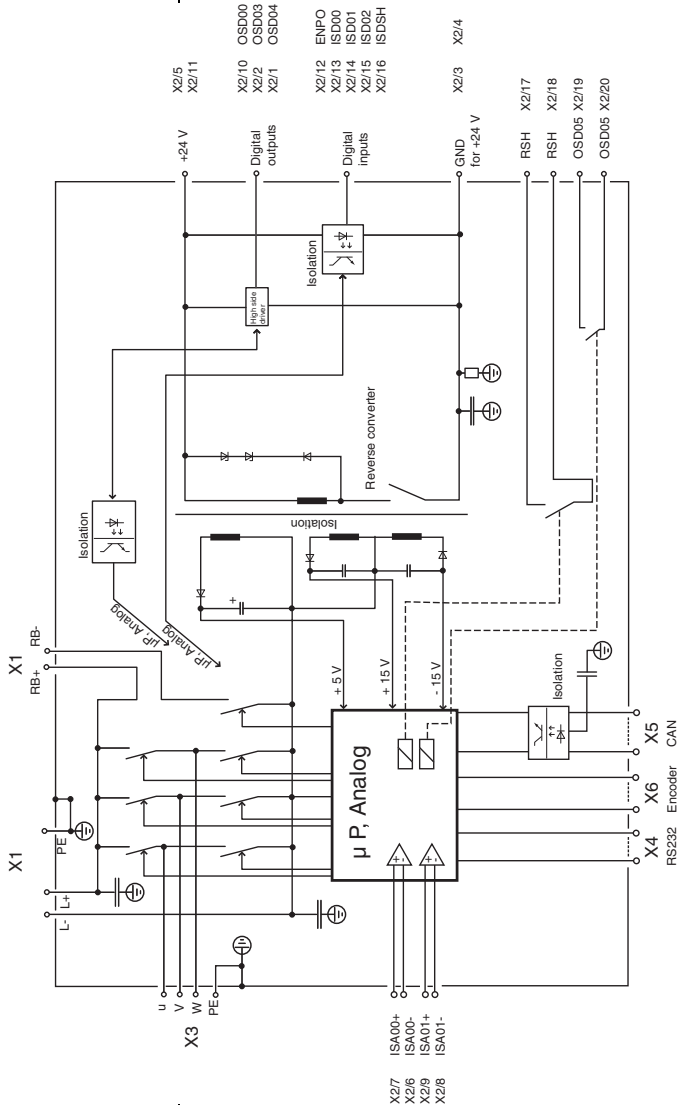 X2/5
X2/11
+24 V
X2/10 OSD00
X2/2 OSD03
X2/1 OSD04
Digital
outputs
X2/12 ENPO
X2/13 ISD00
X2/14 ISD01
X2/15 ISD02
X2/16 ISDSH
Digital
inputs
X2/3 X2/4
GND
for +24 V
RSH X2/17
RSH X2/18
OSD05 X2/19
OSD05 X2/20
Isolation
High side
driver
Isolation
Reverse converter
Isolation
µP, Analog
µP, Analog
X1
RB-
RB+
+ 5 V
+ 15 V
- 15 V
+
µ P, Analog
+
-
+
-
Isolation
X1
PE
L+
L-
u
V
W
PE
X3
X5
CAN
X6
Encoder
X4
RS232
X2/7 ISA00+
X2/6 ISA00-
X2/9 ISA01+
X2/8 ISA01-